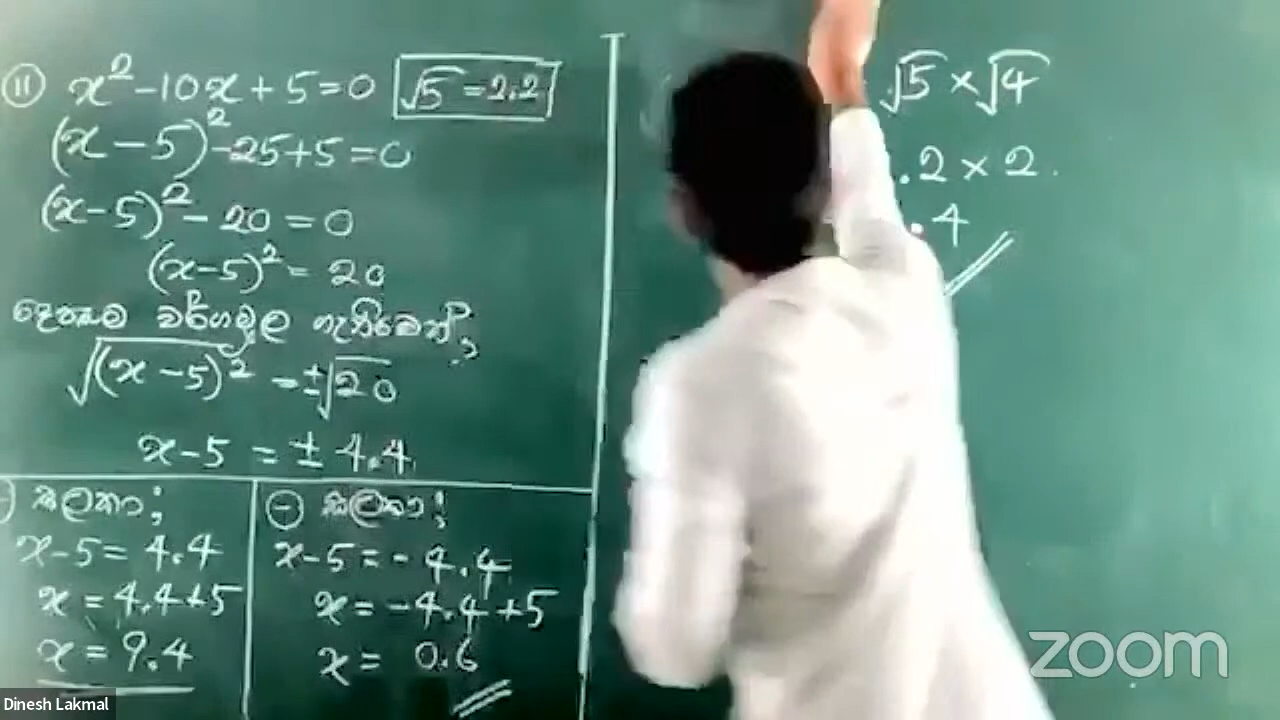 ⑪ x² - 10x + 5 = 0 √5 = 2.2
(x - 5)² - 25 + 5 = 0
(x - 5)² - 20 = 0
(x - 5)² = 20
දෙපසම වර්ගමූල ගැනීමෙන්;
√(x - 5)² = ±√20
x - 5 = ± 4.4
) සලකා;
x - 5 = 4.4
x = 4.4 + 5
x = 9.4
⊖ සලකා;
x - 5 = - 4.4
x = -4.4 + 5
x = 0.6
√5 × √4
.2 × 2
.4
zoom
Dinesh Lakmal